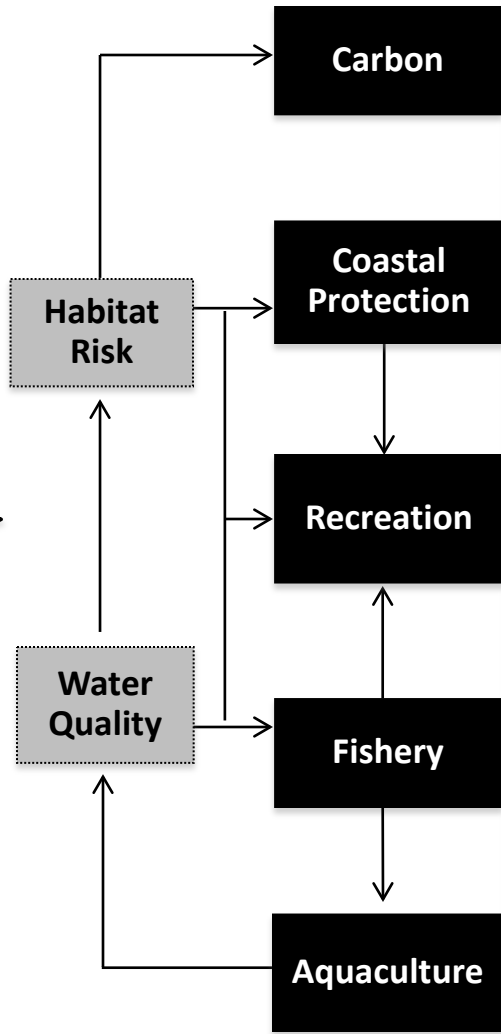 Carbon
Coastal
Protection
Habitat
Risk
Recreation
Water
Quality
Fishery
Aquaculture